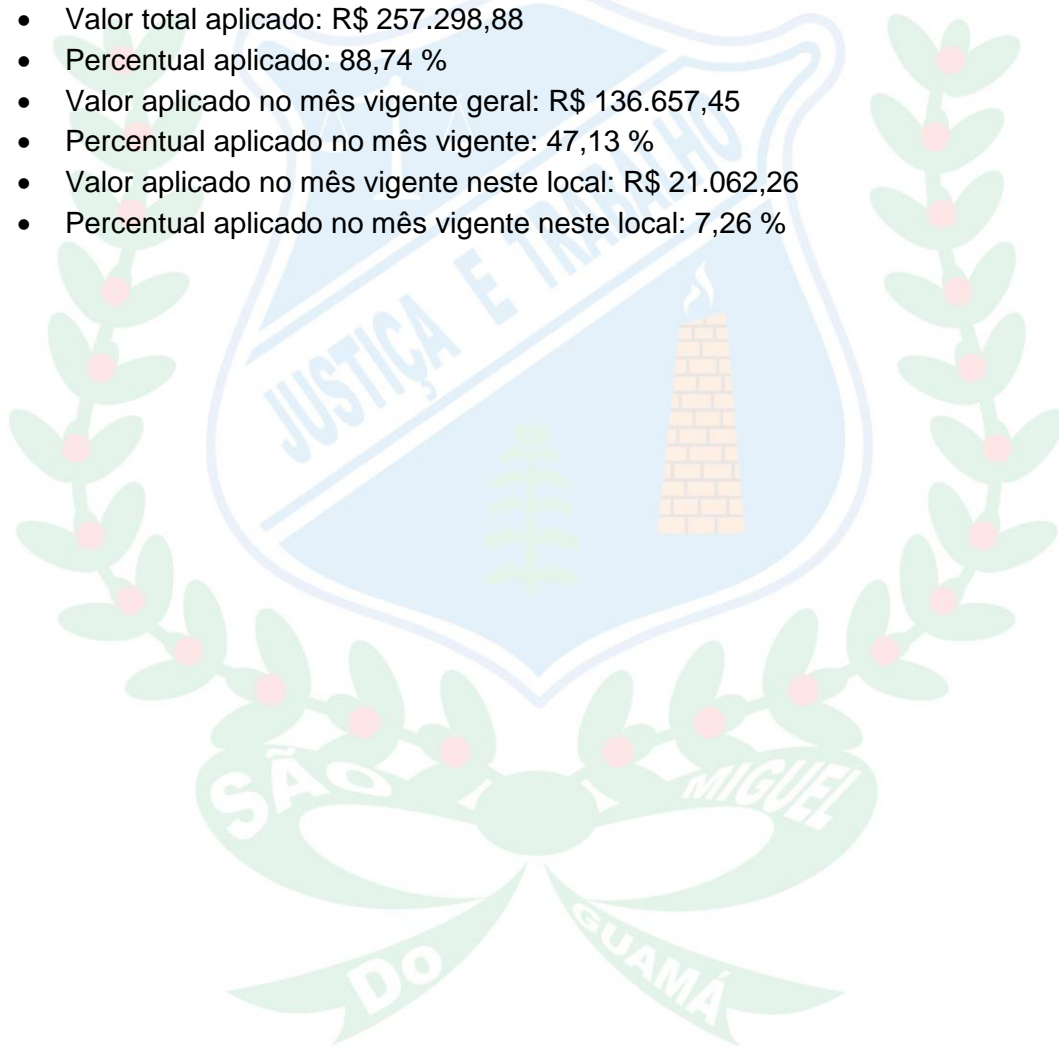 • Valor total aplicado: R$ 257.298,88
• Percentual aplicado: 88,74 %
• Valor aplicado no mês vigente geral: R$ 136.657,45
• Percentual aplicado no mês vigente: 47,13 %
• Valor aplicado no mês vigente neste local: R$ 21.062,26
• Percentual aplicado no mês vigente neste local: 7,26 %
JUSTIÇA E TRABALHO
SÃO MIGUEL
DO GUAMÁ